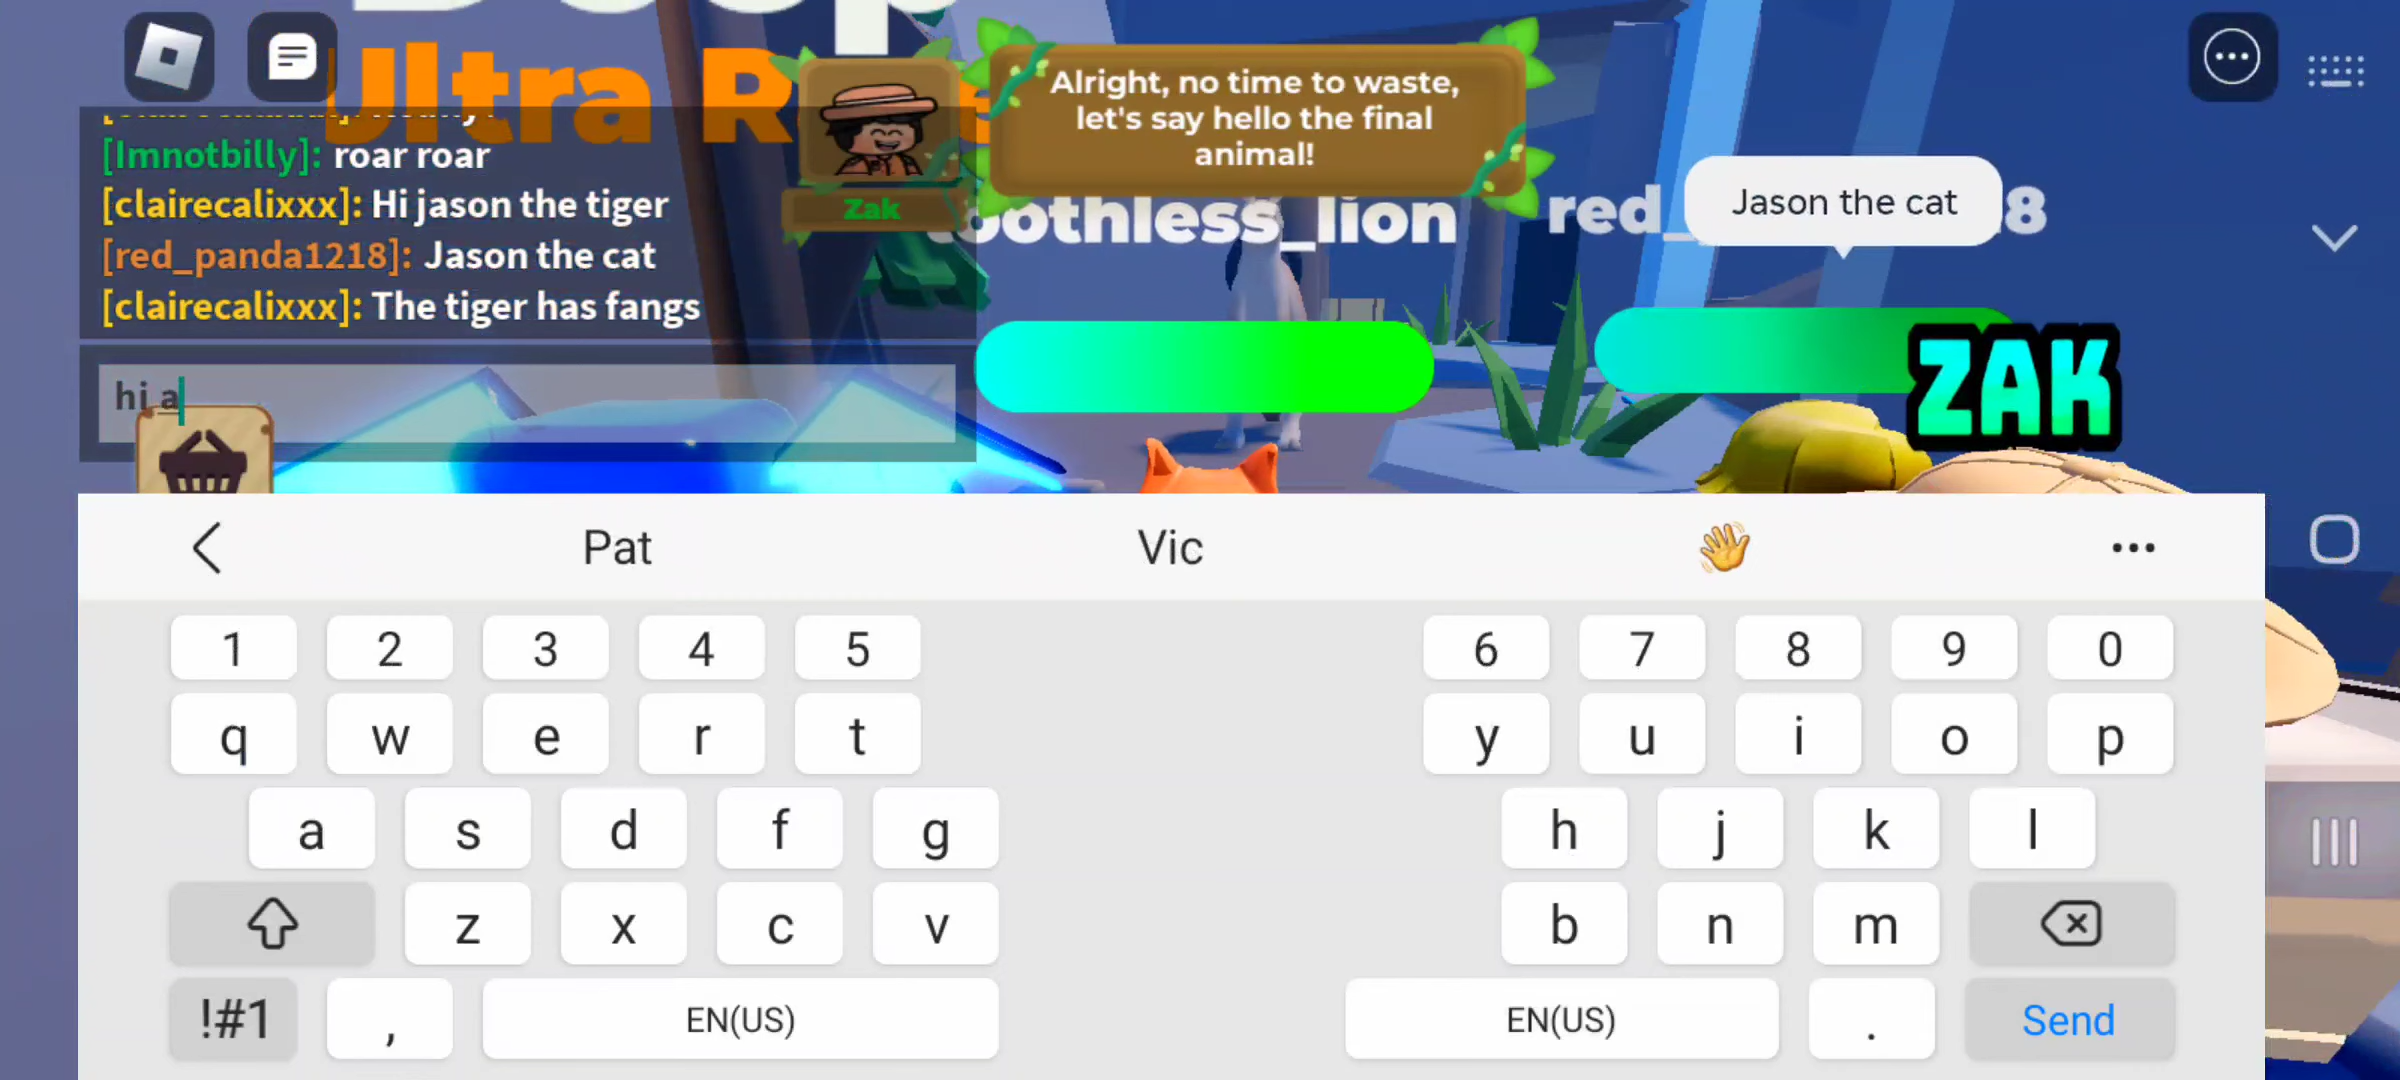 Ultra R
[Imnotbilly]: roar roar
[clairecalixxx]: Hi jason the tiger
[red_panda1218]: Jason the cat
[clairecalixxx]: The tiger has fangs
hi a
Zak
Alright, no time to waste,
let's say hello the final
animal!
toothless_lion
red_
8
Jason the cat
ZAK
Pat
Vic
1 2 3 4 5 6 7 8 9 0
q w e r t y u i o p
a s d f g h j k l
z x c v b n m
!#1 , EN(US) EN(US) . Send